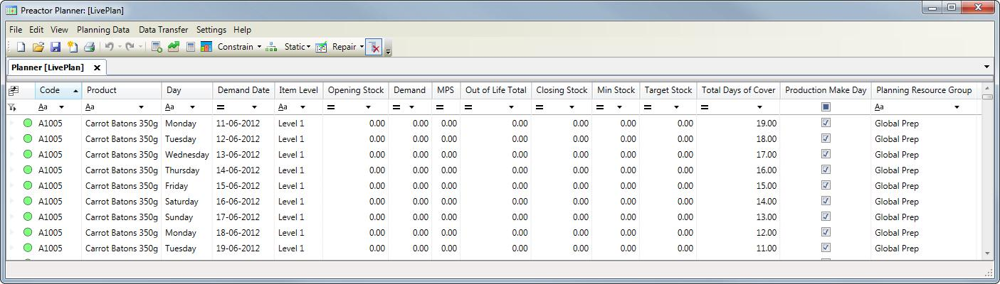 Preactor Planner: [LivePlan]
File Edit View Planning Data Data Transfer Settings Help
Constrain Static Repair
Planner [LivePlan]
Code Product Day Demand Date Item Level Opening Stock Demand MPS Out of Life Total Closing Stock Min Stock Target Stock Total Days of Cover Production Make Day Planning Resource Group
Aa Aa Aa = Aa = = = = = = = = Aa
A1005 Carrot Batons 350g Monday 11-06-2012 Level 1 0.00 0.00 0.00 0.00 0.00 0.00 0.00 19.00 Global Prep
A1005 Carrot Batons 350g Tuesday 12-06-2012 Level 1 0.00 0.00 0.00 0.00 0.00 0.00 0.00 18.00 Global Prep
A1005 Carrot Batons 350g Wednesday 13-06-2012 Level 1 0.00 0.00 0.00 0.00 0.00 0.00 0.00 17.00 Global Prep
A1005 Carrot Batons 350g Thursday 14-06-2012 Level 1 0.00 0.00 0.00 0.00 0.00 0.00 0.00 16.00 Global Prep
A1005 Carrot Batons 350g Friday 15-06-2012 Level 1 0.00 0.00 0.00 0.00 0.00 0.00 0.00 15.00 Global Prep
A1005 Carrot Batons 350g Saturday 16-06-2012 Level 1 0.00 0.00 0.00 0.00 0.00 0.00 0.00 14.00 Global Prep
A1005 Carrot Batons 350g Sunday 17-06-2012 Level 1 0.00 0.00 0.00 0.00 0.00 0.00 0.00 13.00 Global Prep
A1005 Carrot Batons 350g Monday 18-06-2012 Level 1 0.00 0.00 0.00 0.00 0.00 0.00 0.00 12.00 Global Prep
A1005 Carrot Batons 350g Tuesday 19-06-2012 Level 1 0.00 0.00 0.00 0.00 0.00 0.00 0.00 11.00 Global Prep